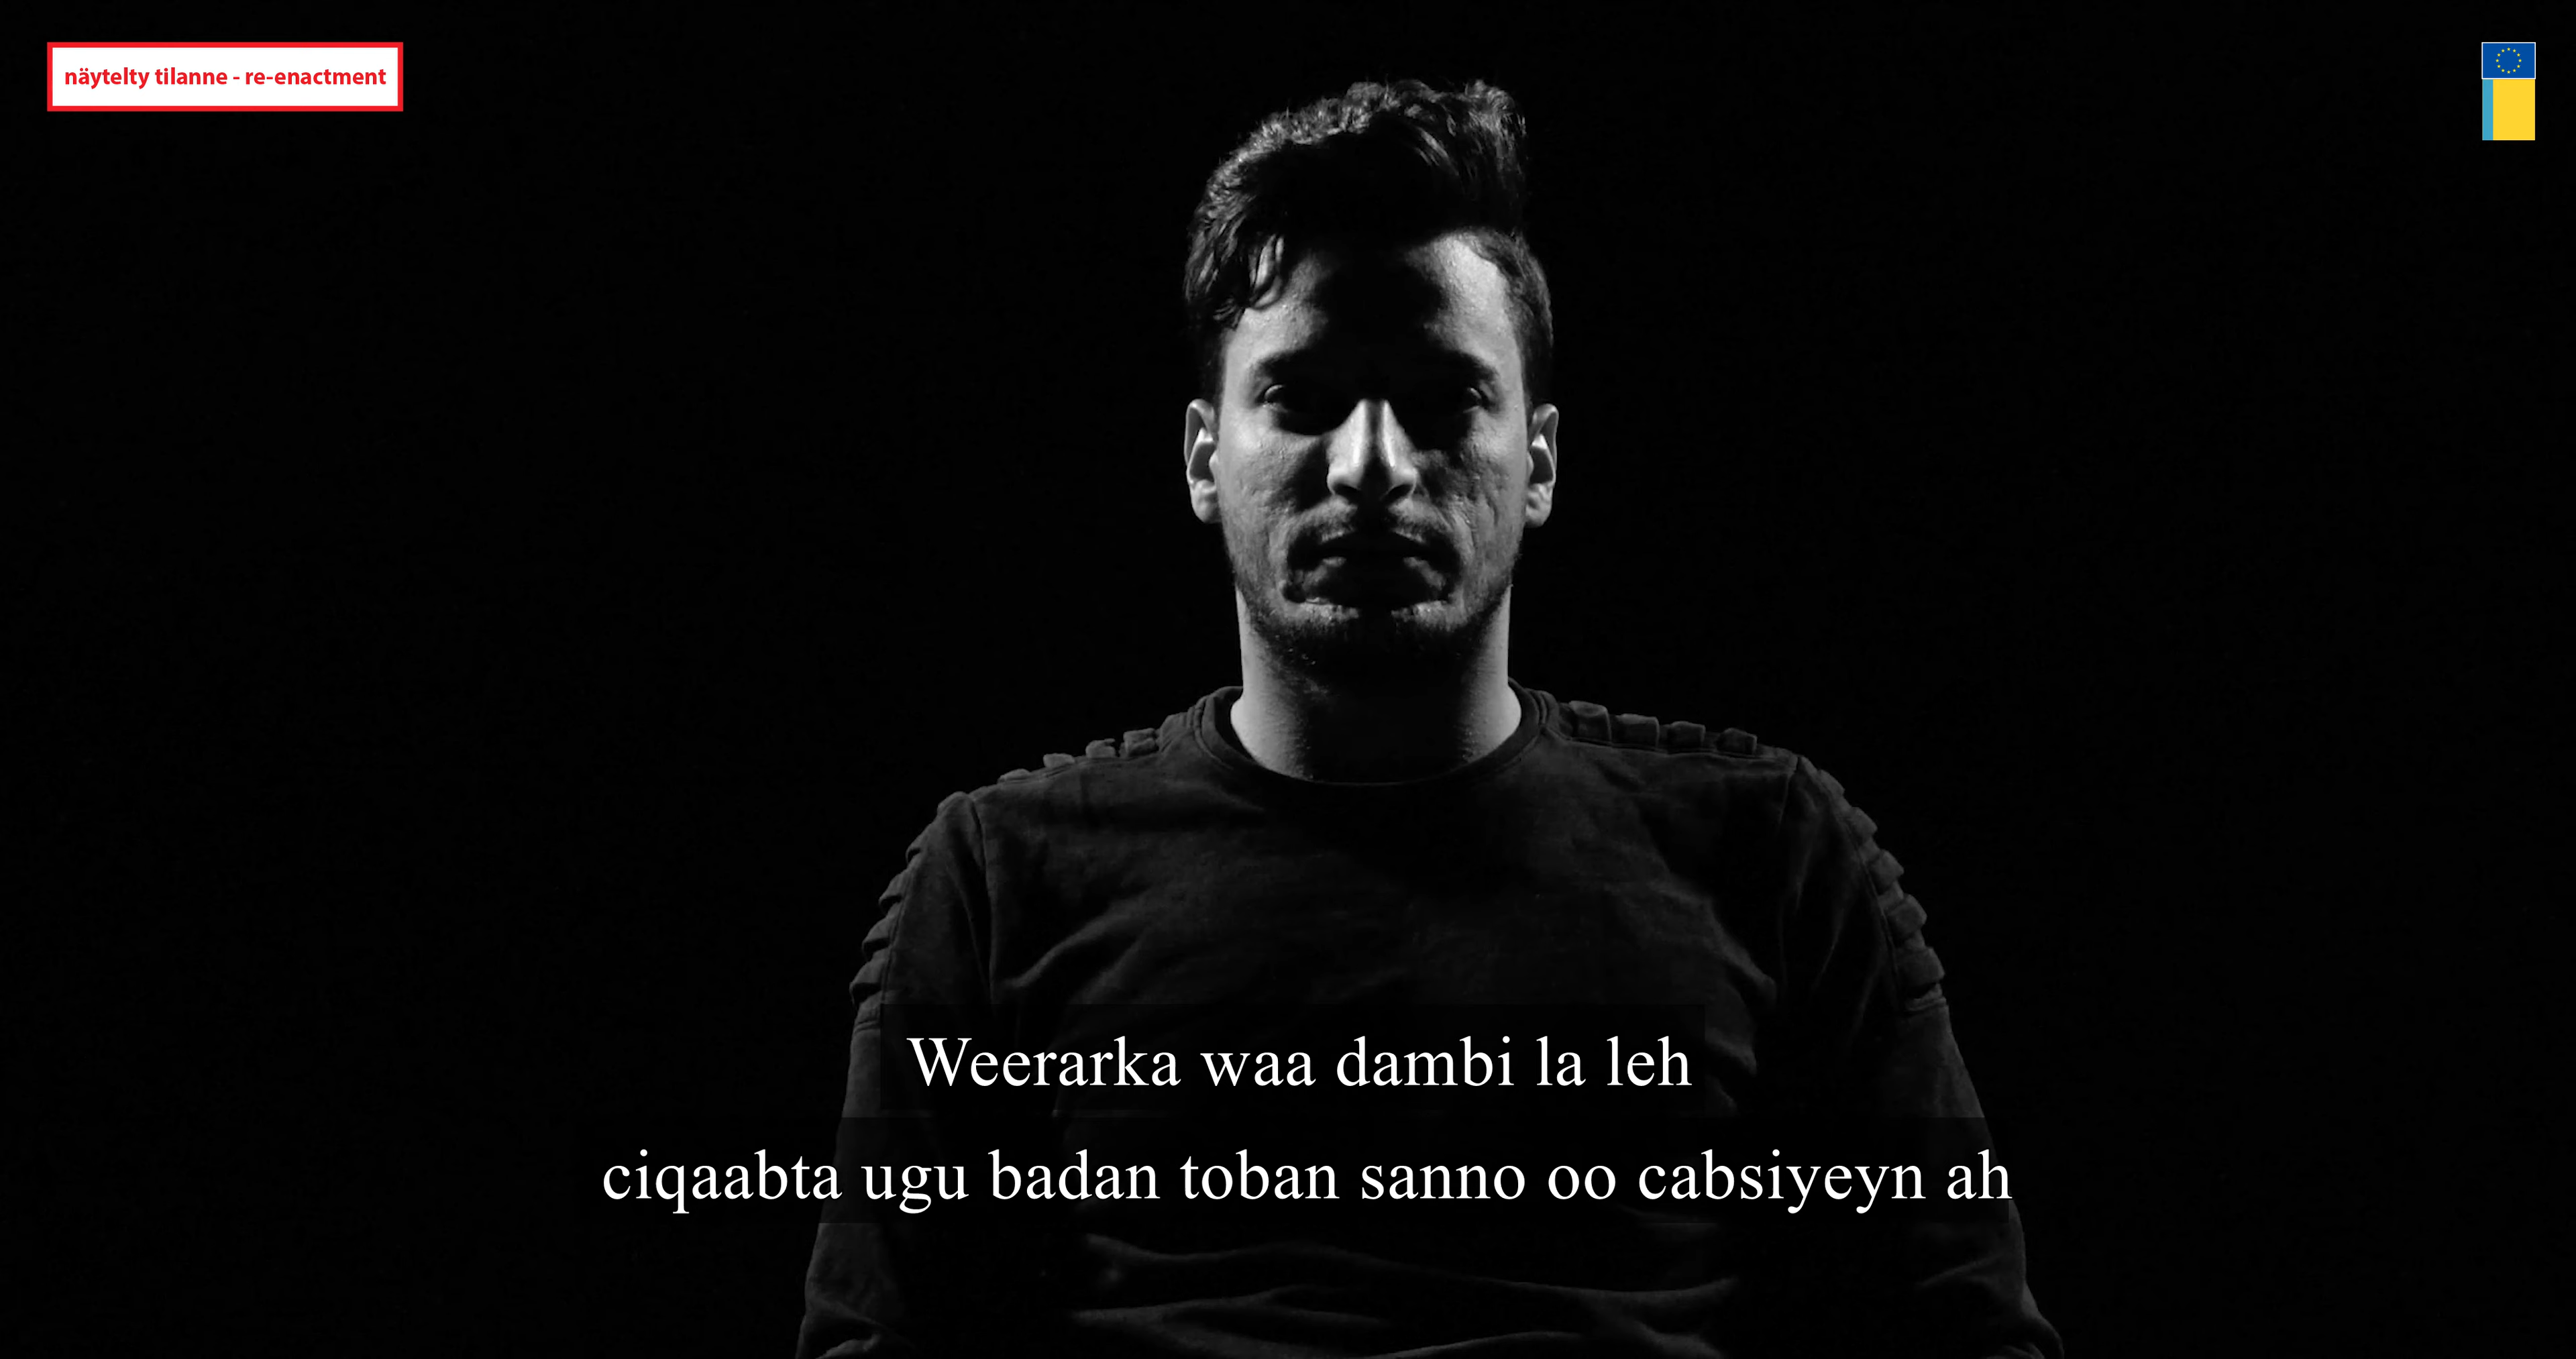 näytelty tilanne - re-enactment
Weerarka waa dambi la leh
ciqaabta ugu badan toban sanno oo cabsiyeyn ah